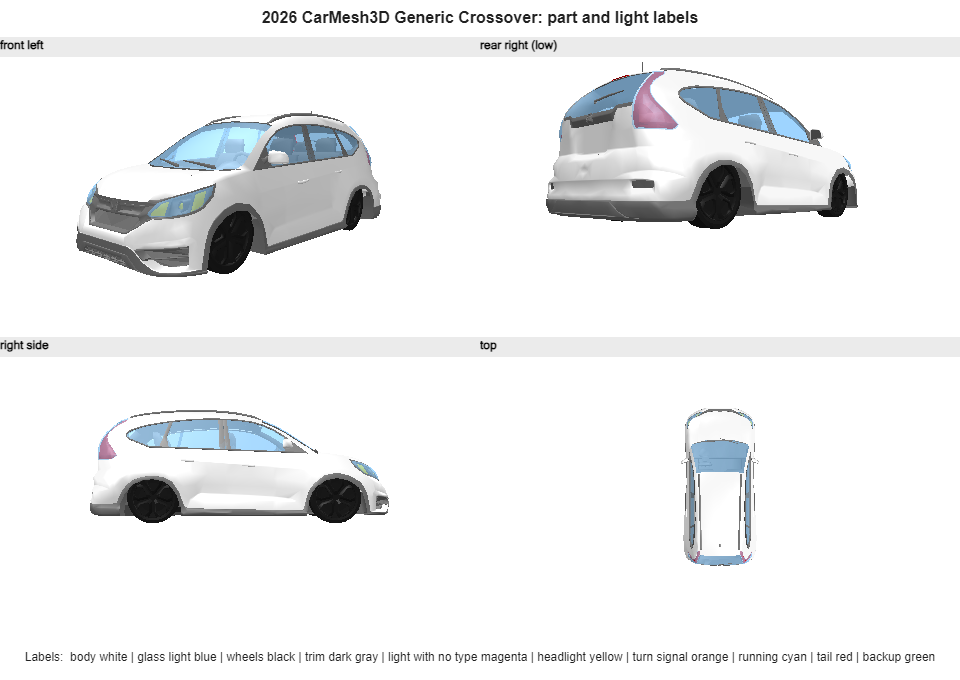 2026 CarMesh3D Generic Crossover: part and light labels
front left
rear right (low)
right side
top
Labels:  body white | glass light blue | wheels black | trim dark gray | light with no type magenta | headlight yellow | turn signal orange | running cyan | tail red | backup green